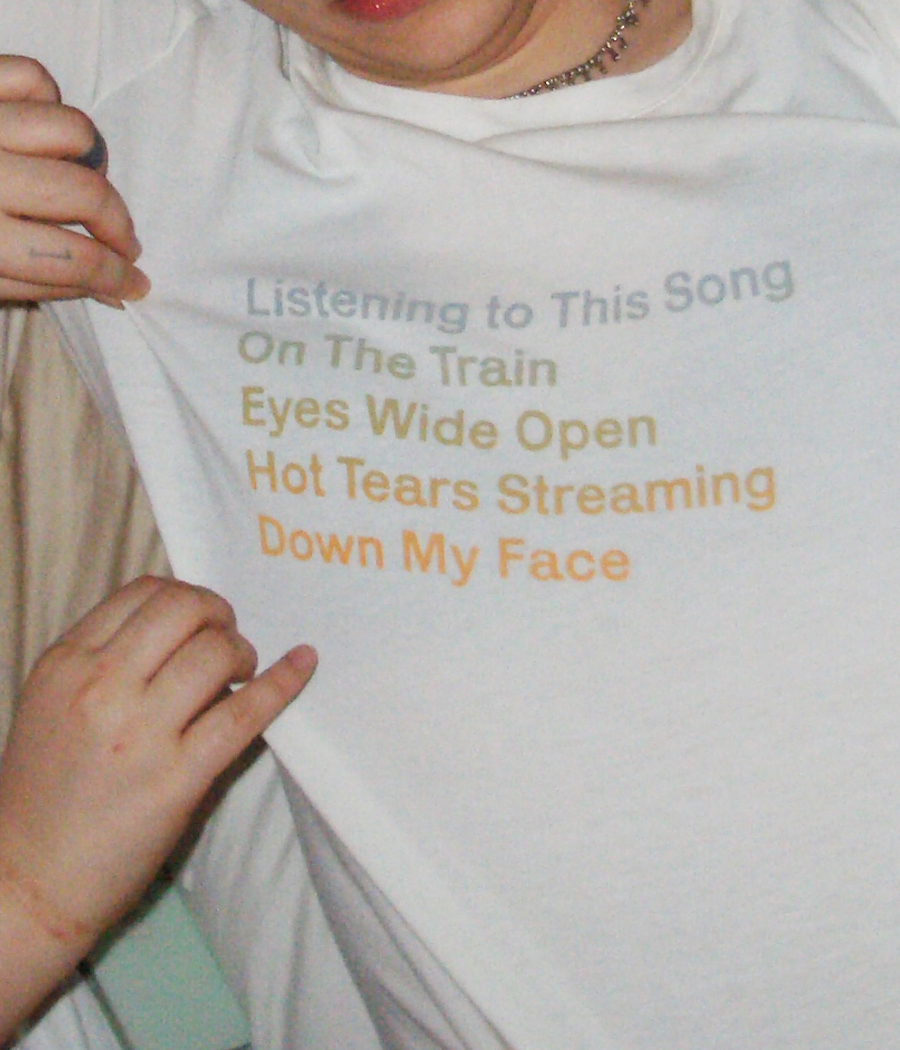 Listening to This Song
On The Train
Eyes Wide Open
Hot Tears Streaming
Down My Face